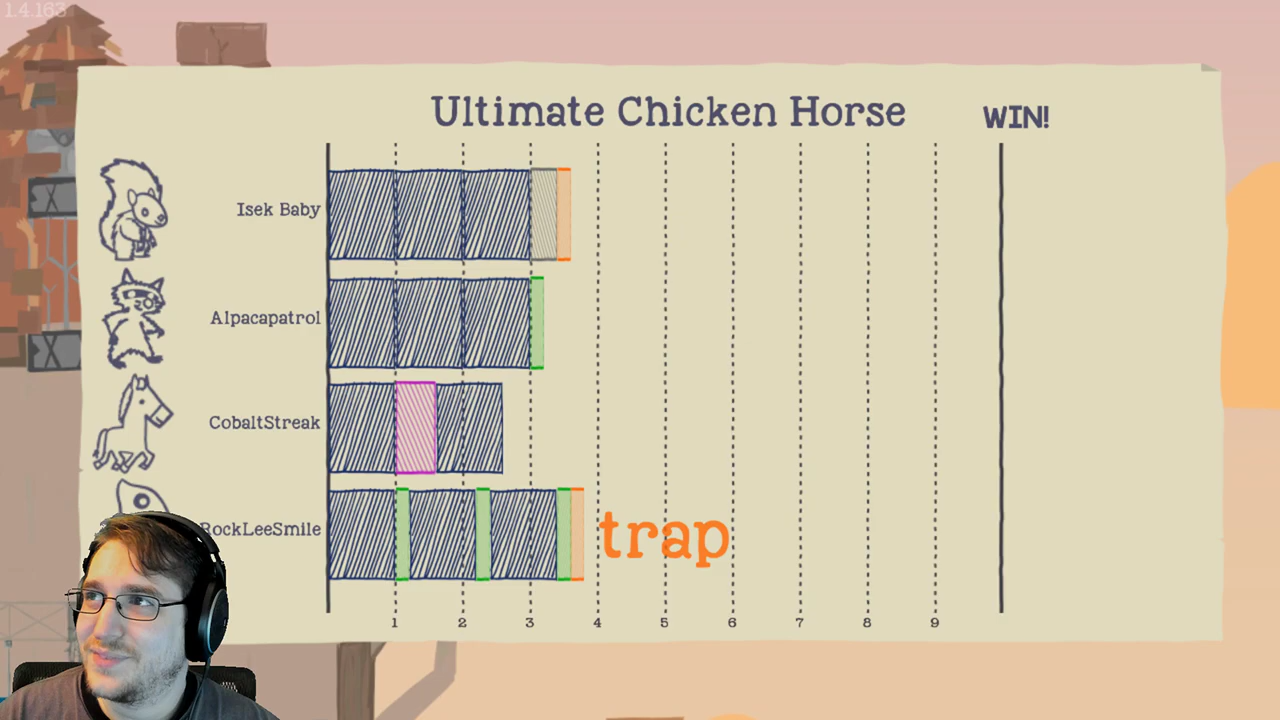 1.4.163
Ultimate Chicken Horse
WIN!
Isek Baby
Alpacapatrol
CobaltStreak
RockLeeSmile
trap
1 2 3 4 5 6 7 8 9